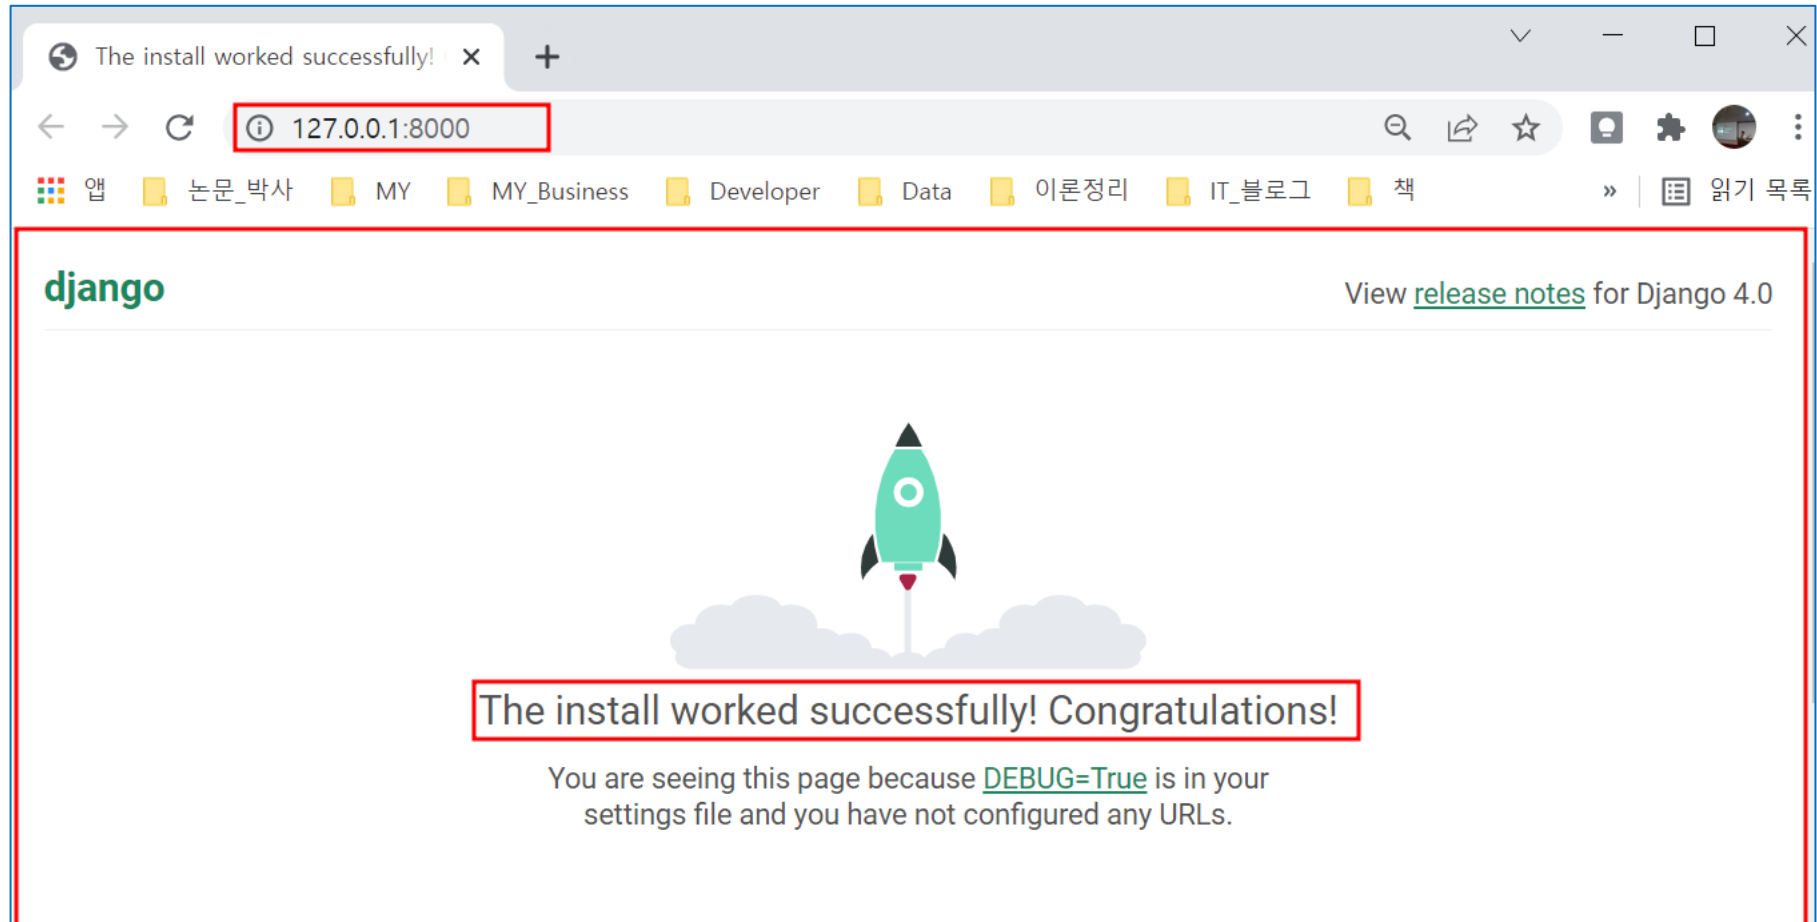 The install worked successfully!
127.0.0.1:8000
앱 논문_박사 MY MY_Business Developer Data 이론정리 IT_블로그 책 » 읽기 목록
django
View release notes for Django 4.0
The install worked successfully! Congratulations!
You are seeing this page because DEBUG=True is in your
settings file and you have not configured any URLs.